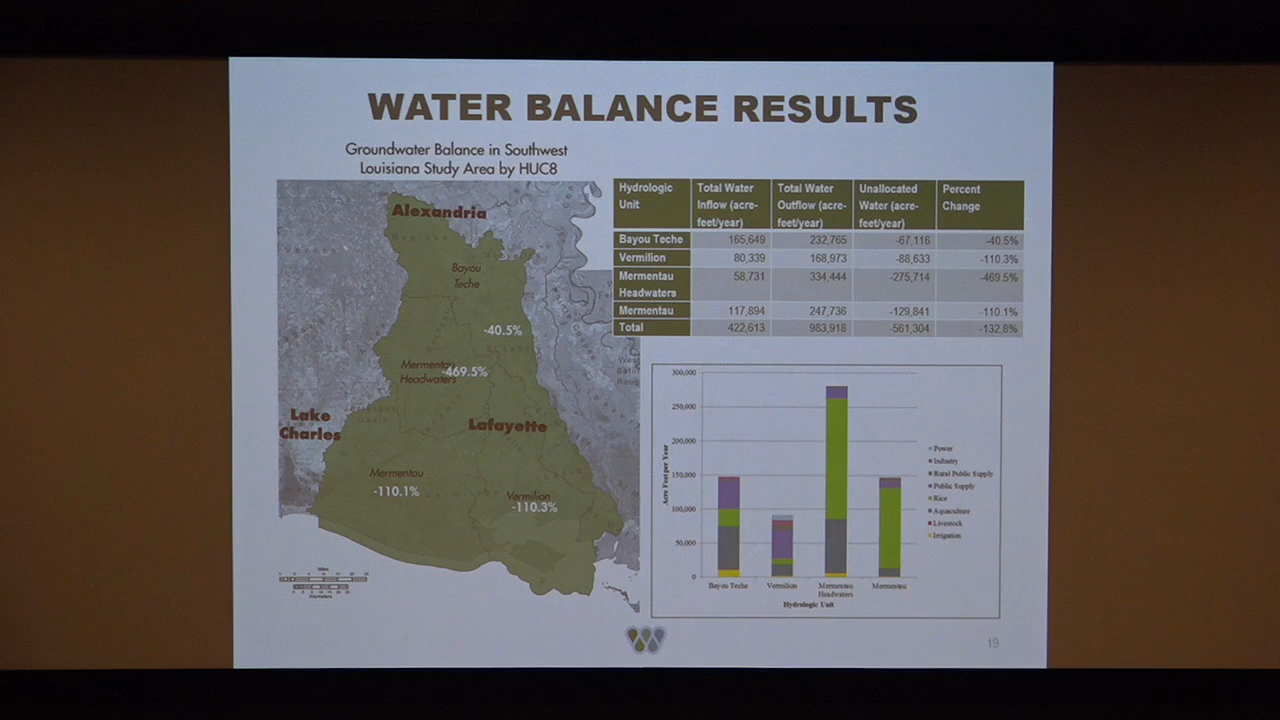 WATER BALANCE RESULTS
Groundwater Balance in Southwest
Louisiana Study Area by HUC8
Alexandria
Bayou
Teche
-40.5%
Mermentau
Headwaters
-469.5%
Lake
Charles
Lafayette
Mermentau
-110.1%
Vermilion
-110.3%
Hydrologic Unit Total Water Inflow (acre-feet/year) Total Water Outflow (acre-feet/year) Unallocated Water (acre-feet/year) Percent Change
Bayou Teche 165,649 232,765 -67,116 -40.5%
Vermilion 80,339 168,973 -88,633 -110.3%
Mermentau Headwaters 58,731 334,444 -275,714 -469.5%
Mermentau 117,894 247,736 -129,841 -110.1%
Total 422,613 983,918 -561,304 -132.8%
300,000
250,000
200,000
150,000
100,000
50,000
0
Acre Feet per Year
Bayou Teche
Vermilion
Mermentau
Headwaters
Mermentau
Hydrologic Unit
Power
Industry
Rural Public Supply
Public Supply
Rice
Aquaculture
Livestock
Irrigation
19